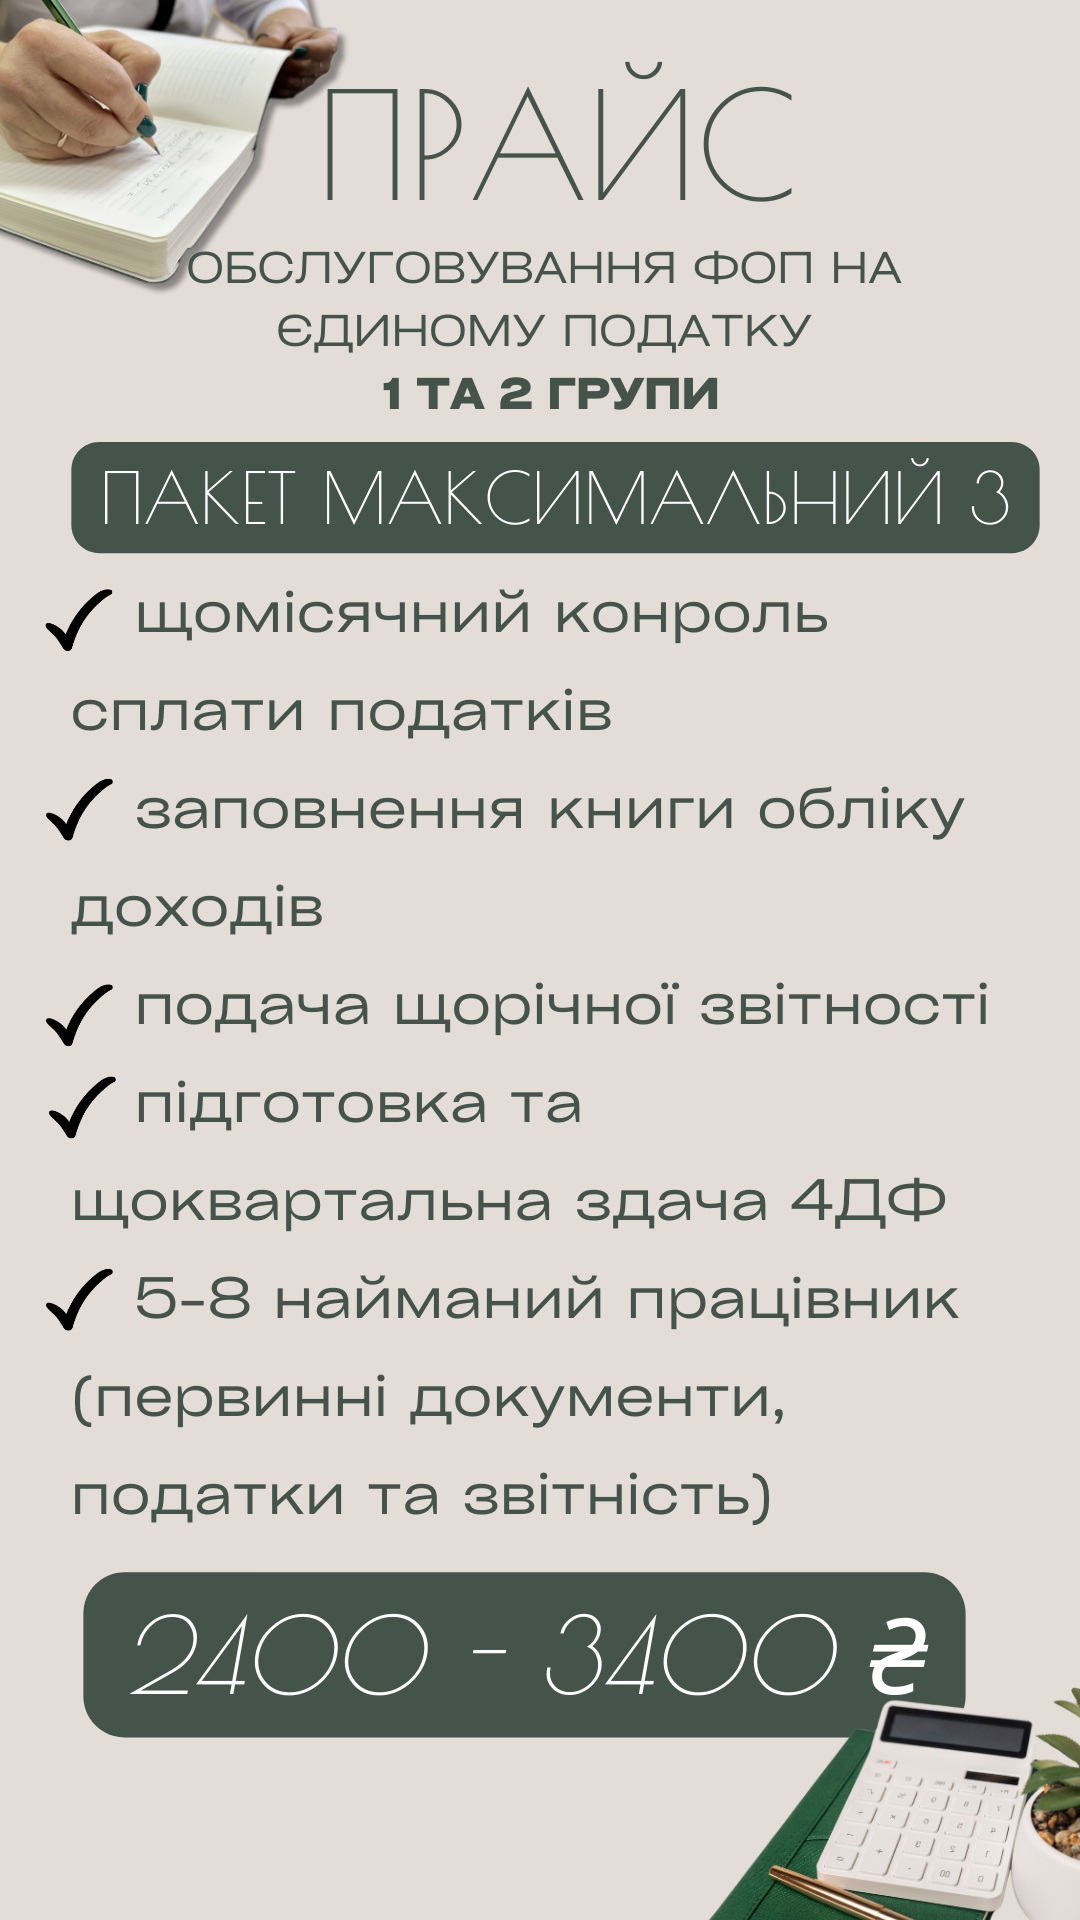 ПРАЙС
ОБСЛУГОВУВАННЯ ФОП НА
ЄДИНОМУ ПОДАТКУ
1 ТА 2 ГРУПИ
ПАКЕТ МАКСИМАЛЬНИЙ 3
щомісячний конроль
сплати податків
заповнення книги обліку
доходів
подача щорічної звітності
підготовка та
щоквартальна здача 4ДФ
5-8 найманий працівник
(первинні документи,
податки та звітність)
2400 - 3400 ₴